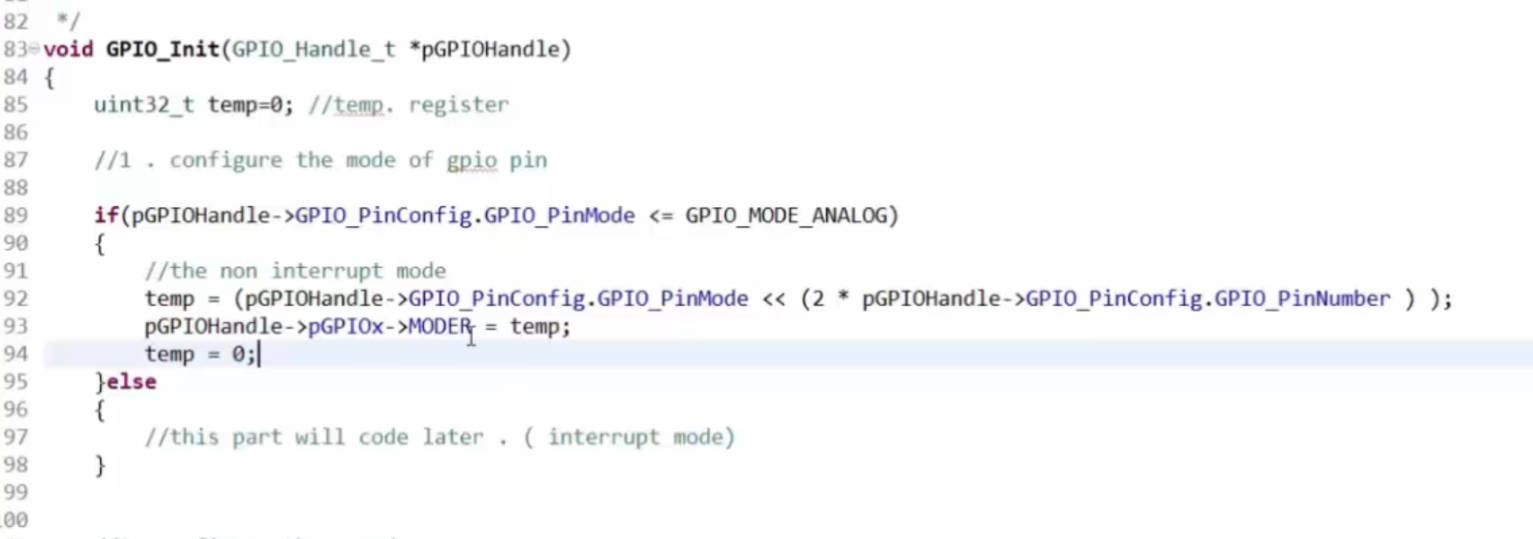 82 */
83 void GPIO_Init(GPIO_Handle_t *pGPIOHandle)
84 {
85 uint32_t temp=0; //temp. register
86
87 //1 . configure the mode of gpio pin
88
89 if(pGPIOHandle->GPIO_PinConfig.GPIO_PinMode <= GPIO_MODE_ANALOG)
90 {
91 //the non interrupt mode
92 temp = (pGPIOHandle->GPIO_PinConfig.GPIO_PinMode << (2 * pGPIOHandle->GPIO_PinConfig.GPIO_PinNumber ) );
93 pGPIOHandle->pGPIOx->MODER = temp;
94 temp = 0;
95 }else
96 {
97 //this part will code later . ( interrupt mode)
98 }
99
100